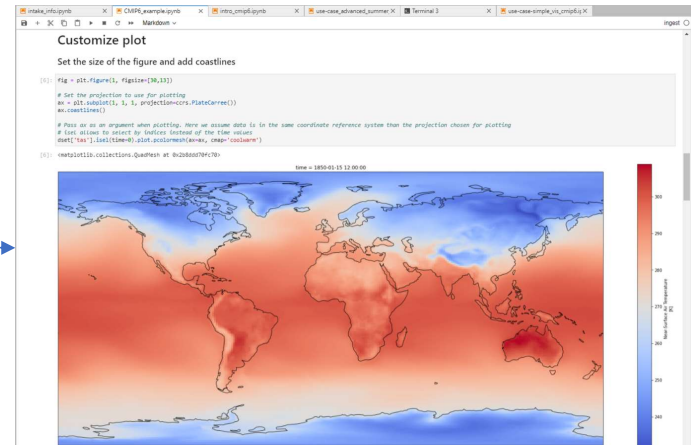 intake_info.ipynb
CMIP6_example.ipynb
intro_cmip6.ipynb
use-case_advanced_summer
Terminal 3
use-case-simple_vis_cmip6.ip
Markdown
ingest
Customize plot
Set the size of the figure and add coastlines
[6]: fig = plt.figure(1, figsize=[30,13])
# Set the projection to use for plotting
ax = plt.subplot(1, 1, 1, projection=ccrs.PlateCarree())
ax.coastlines()
# Pass ax as an argument when plotting. Here we assume data is in the same coordinate reference system than the projection chosen for plotting
# isel allows to select by indices instead of the time values
dset['tas'].isel(time=0).plot.pcolormesh(ax=ax, cmap='coolwarm')
[6]: <matplotlib.collections.QuadMesh at 0x2b8ddd70fc70>
time = 1850-01-15 12:00:00
300
290
280
270
260
250
240
Near-Surface Air Temperature
[K]